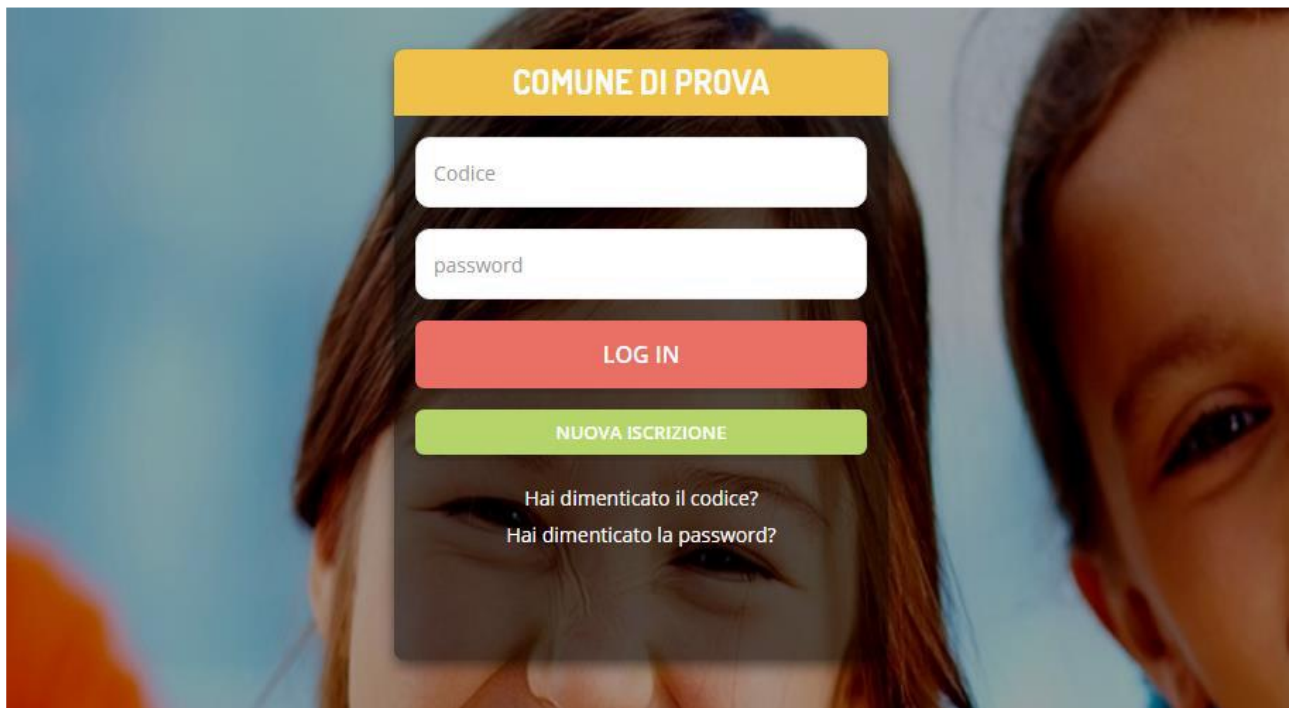 COMUNE DI PROVA
Codice
password
LOG IN
NUOVA ISCRIZIONE
Hai dimenticato il codice?
Hai dimenticato la password?